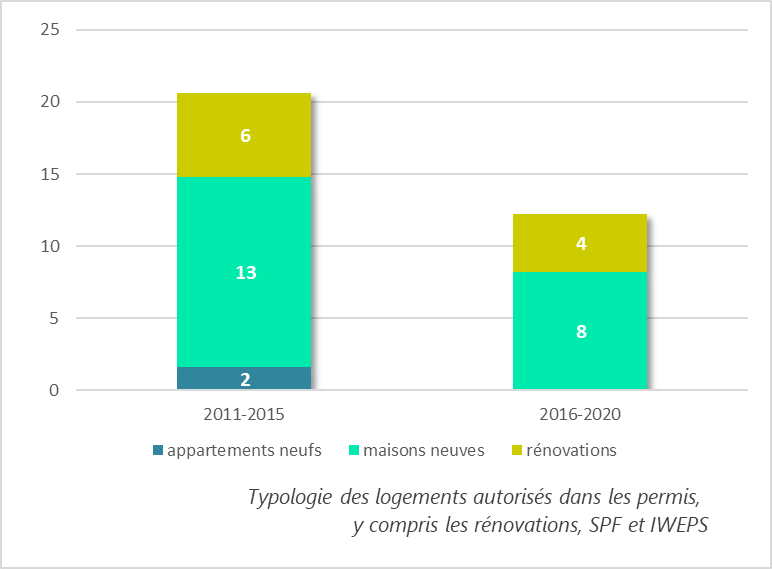 25
20
15
10
5
0
6
13
2
4
8
2011-2015
2016-2020
appartements neufs
maisons neuves
rénovations
Typologie des logements autorisés dans les permis,
y compris les rénovations, SPF et IWEPS